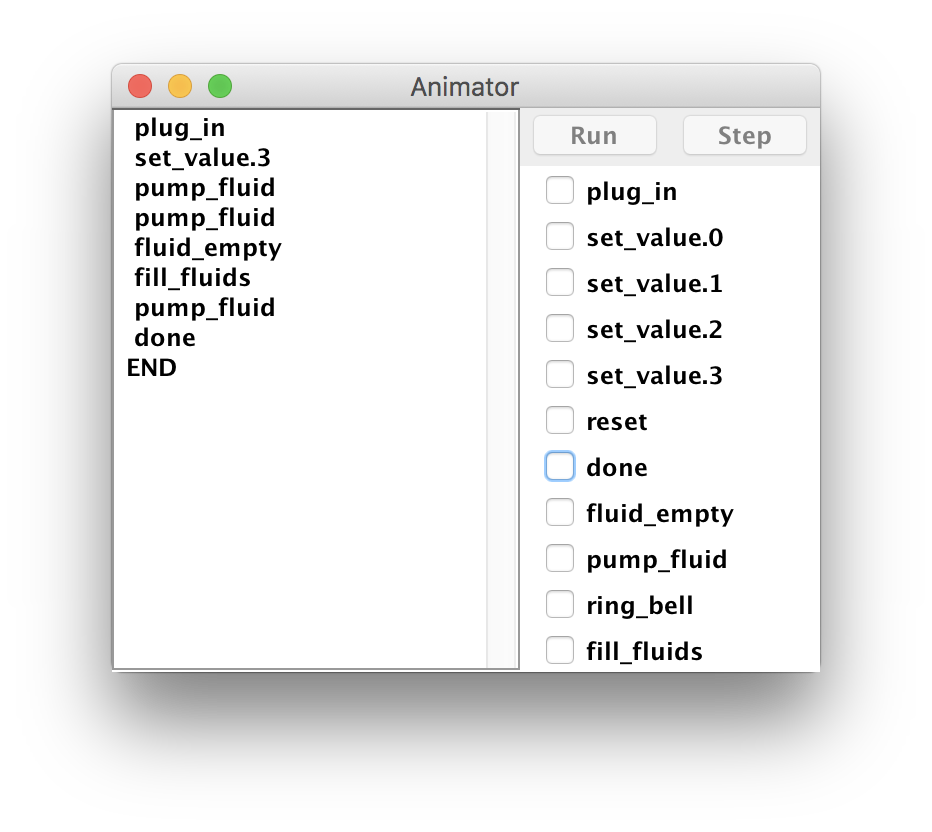 Animator
plug_in
set_value.3
pump_fluid
pump_fluid
fluid_empty
fill_fluids
pump_fluid
done
END
Run Step
plug_in
set_value.0
set_value.1
set_value.2
set_value.3
reset
done
fluid_empty
pump_fluid
ring_bell
fill_fluids